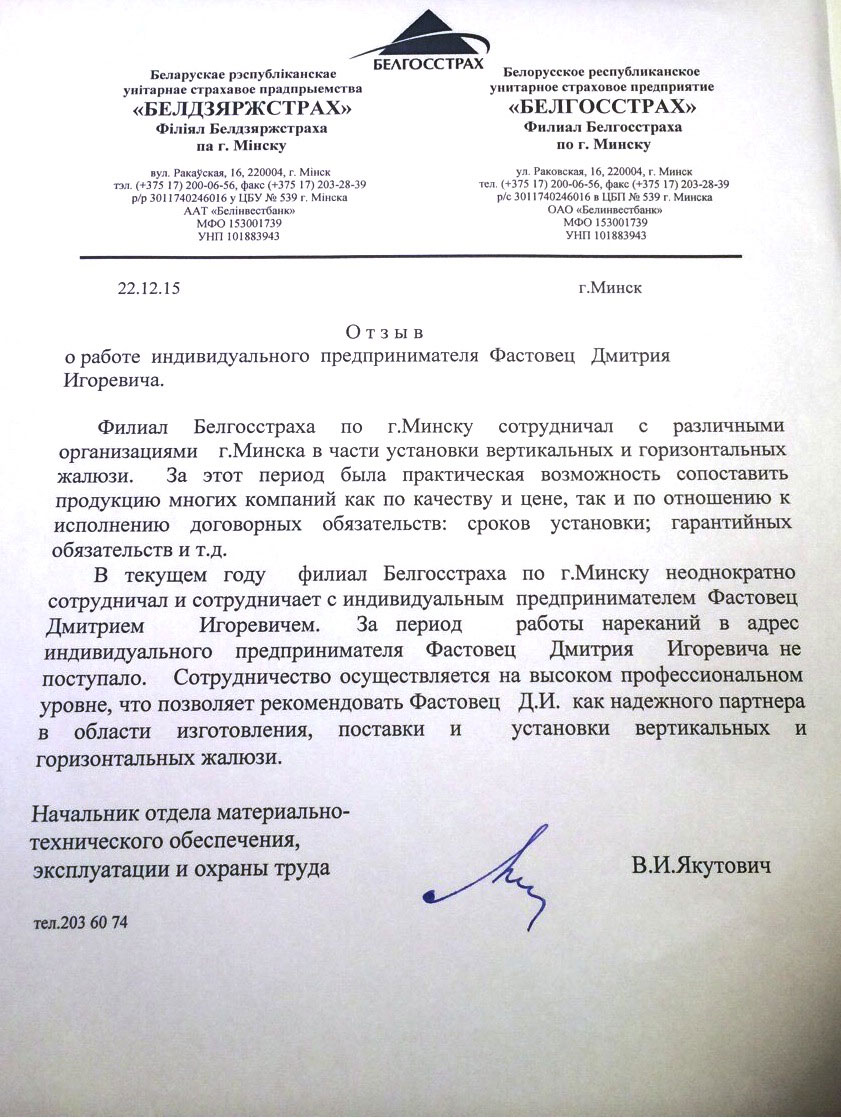 БЕЛГОССТРАХ
Беларускае рэспубліканскае
унітарнае страхавое прадпрыемства
«БЕЛДЗЯРЖСТРАХ»
Філіял Белдзяржстраха
па г. Мінску
вул. Ракаўская, 16, 220004, г. Мінск
тэл. (+375 17) 200-06-56, факс (+375 17) 203-28-39
р/р 3011740246016 у ЦБУ № 539 г. Мінска
ААТ «Белінвестбанк»
МФО 153001739
УНП 101883943
Белорусское республиканское
унитарное страховое предприятие
«БЕЛГОССТРАХ»
Филиал Белгосстраха
по г. Минску
ул. Раковская, 16, 220004, г. Минск
тел. (+375 17) 200-06-56, факс (+375 17) 203-28-39
р/с 3011740246016 в ЦБП № 539 г. Минска
ОАО «Белинвестбанк»
МФО 153001739
УНП 101883943
22.12.15 г.Минск
О т з ы в
о работе индивидуального предпринимателя Фастовец Дмитрия
Игоревича.
Филиал Белгосстраха по г.Минску сотрудничал с различными
организациями г.Минска в части установки вертикальных и горизонтальных
жалюзи. За этот период была практическая возможность сопоставить
продукцию многих компаний как по качеству и цене, так и по отношению к
исполнению договорных обязательств: сроков установки; гарантийных
обязательств и т.д.
В текущем году филиал Белгосстраха по г.Минску неоднократно
сотрудничал и сотрудничает с индивидуальным предпринимателем Фастовец
Дмитрием Игоревичем. За период работы нареканий в адрес
индивидуального предпринимателя Фастовец Дмитрия Игоревича не
поступало. Сотрудничество осуществляется на высоком профессиональном
уровне, что позволяет рекомендовать Фастовец Д.И. как надежного партнера
в области изготовления, поставки и установки вертикальных и
горизонтальных жалюзи.
Начальник отдела материально-
технического обеспечения,
эксплуатации и охраны труда В.И.Якутович
тел.203 60 74